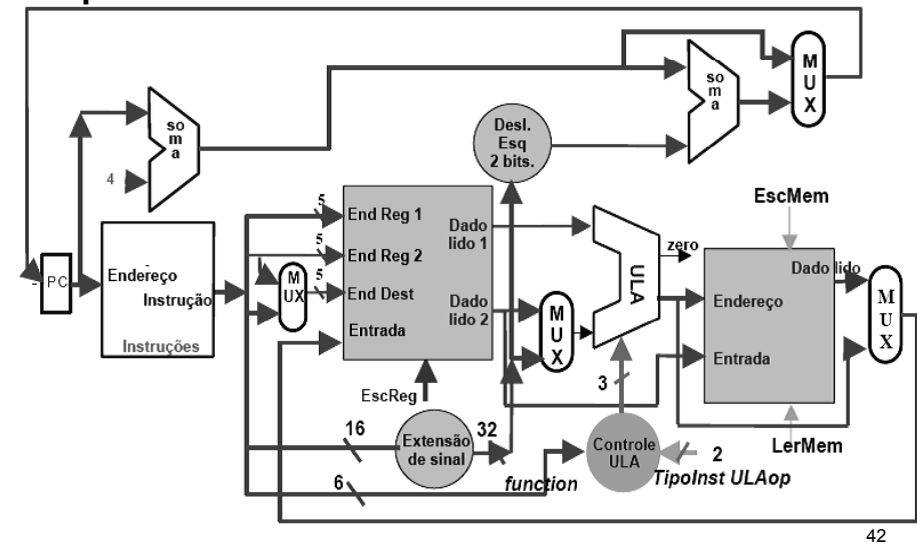 M
U
X
so
m
a
so
m
a
Desl.
Esq
2 bits.
4
PC
Endereço
Instrução
Instruções
5
5
5
M
UX
End Reg 1
End Reg 2
End Dest
Entrada
Dado
lido 1
Dado
lido 2
EscReg
M
U
X
ULA
zero
EscMem
Dado lido
Endereço
Entrada
LerMem
M
U
X
16
Extensão
de sinal
32
6
function
3
Controle
ULA
2
TipoInst ULAop
42